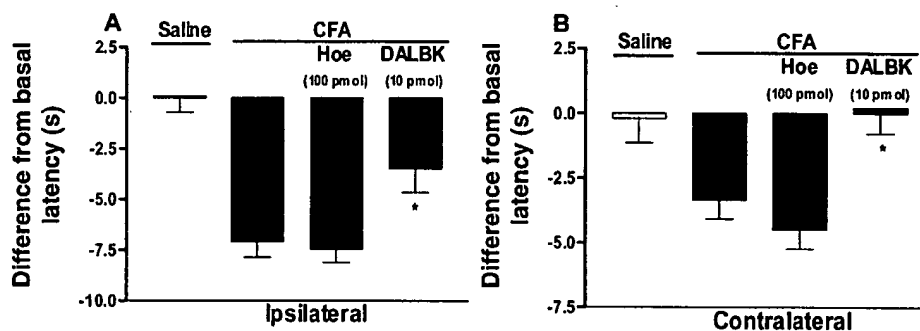 A
Saline
CFA
Hoe
(100 pmol)
DALBK
(10 pmol)
Difference from basal
latency (s)
2.5
0.0
-2.5
-5.0
-7.5
-10.0
*
Ipsilateral
B
Saline
CFA
Hoe
(100 pmol)
DALBK
(10 pmol)
Difference from basal
latency (s)
2.5
0.0
-2.5
-5.0
-7.5
*
Contralateral